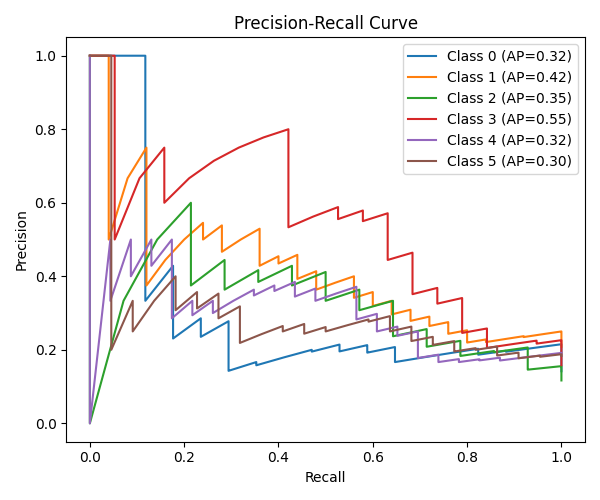 Precision-Recall Curve
1.0
0.8
0.6
0.4
0.2
0.0
Precision
Class 0 (AP=0.32)
Class 1 (AP=0.42)
Class 2 (AP=0.35)
Class 3 (AP=0.55)
Class 4 (AP=0.32)
Class 5 (AP=0.30)
0.0 0.2 0.4 0.6 0.8 1.0
Recall